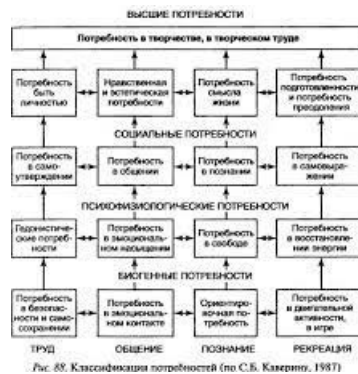 ВЫСШИЕ ПОТРЕБНОСТИ
Потребность в творчестве, в творческом труде
Потребность
быть
личностью
Нравственная
и эстетическая
потребности
Потребность
смысла
жизни
Потребность
подготовленности
и потребность
преодоления
СОЦИАЛЬНЫЕ ПОТРЕБНОСТИ
Потребность
в само-
утверждении
Потребность
в общении
Потребность
в познании
Потребность
в самовыра-
жении
ПСИХОФИЗИОЛОГИЧЕСКИЕ ПОТРЕБНОСТИ
Гедонисти-
ческие потреб-
ности
Потребность
в эмоциональ-
ном насыщении
Потребность
в свободе
Потребность
в восстановле-
нии энергии
БИОГЕННЫЕ ПОТРЕБНОСТИ
Потребность
в безопас-
ности и само-
сохранении
Потребность
в эмоциональ-
ном контакте
Ориентиро-
вочная по-
требность
Потребность
в двигательной
активности,
в игре
ТРУД
ОБЩЕНИЕ
ПОЗНАНИЕ
РЕКРЕАЦИЯ
Рис. 88. Классификация потребностей (по С.Б. Каверину, 1987)